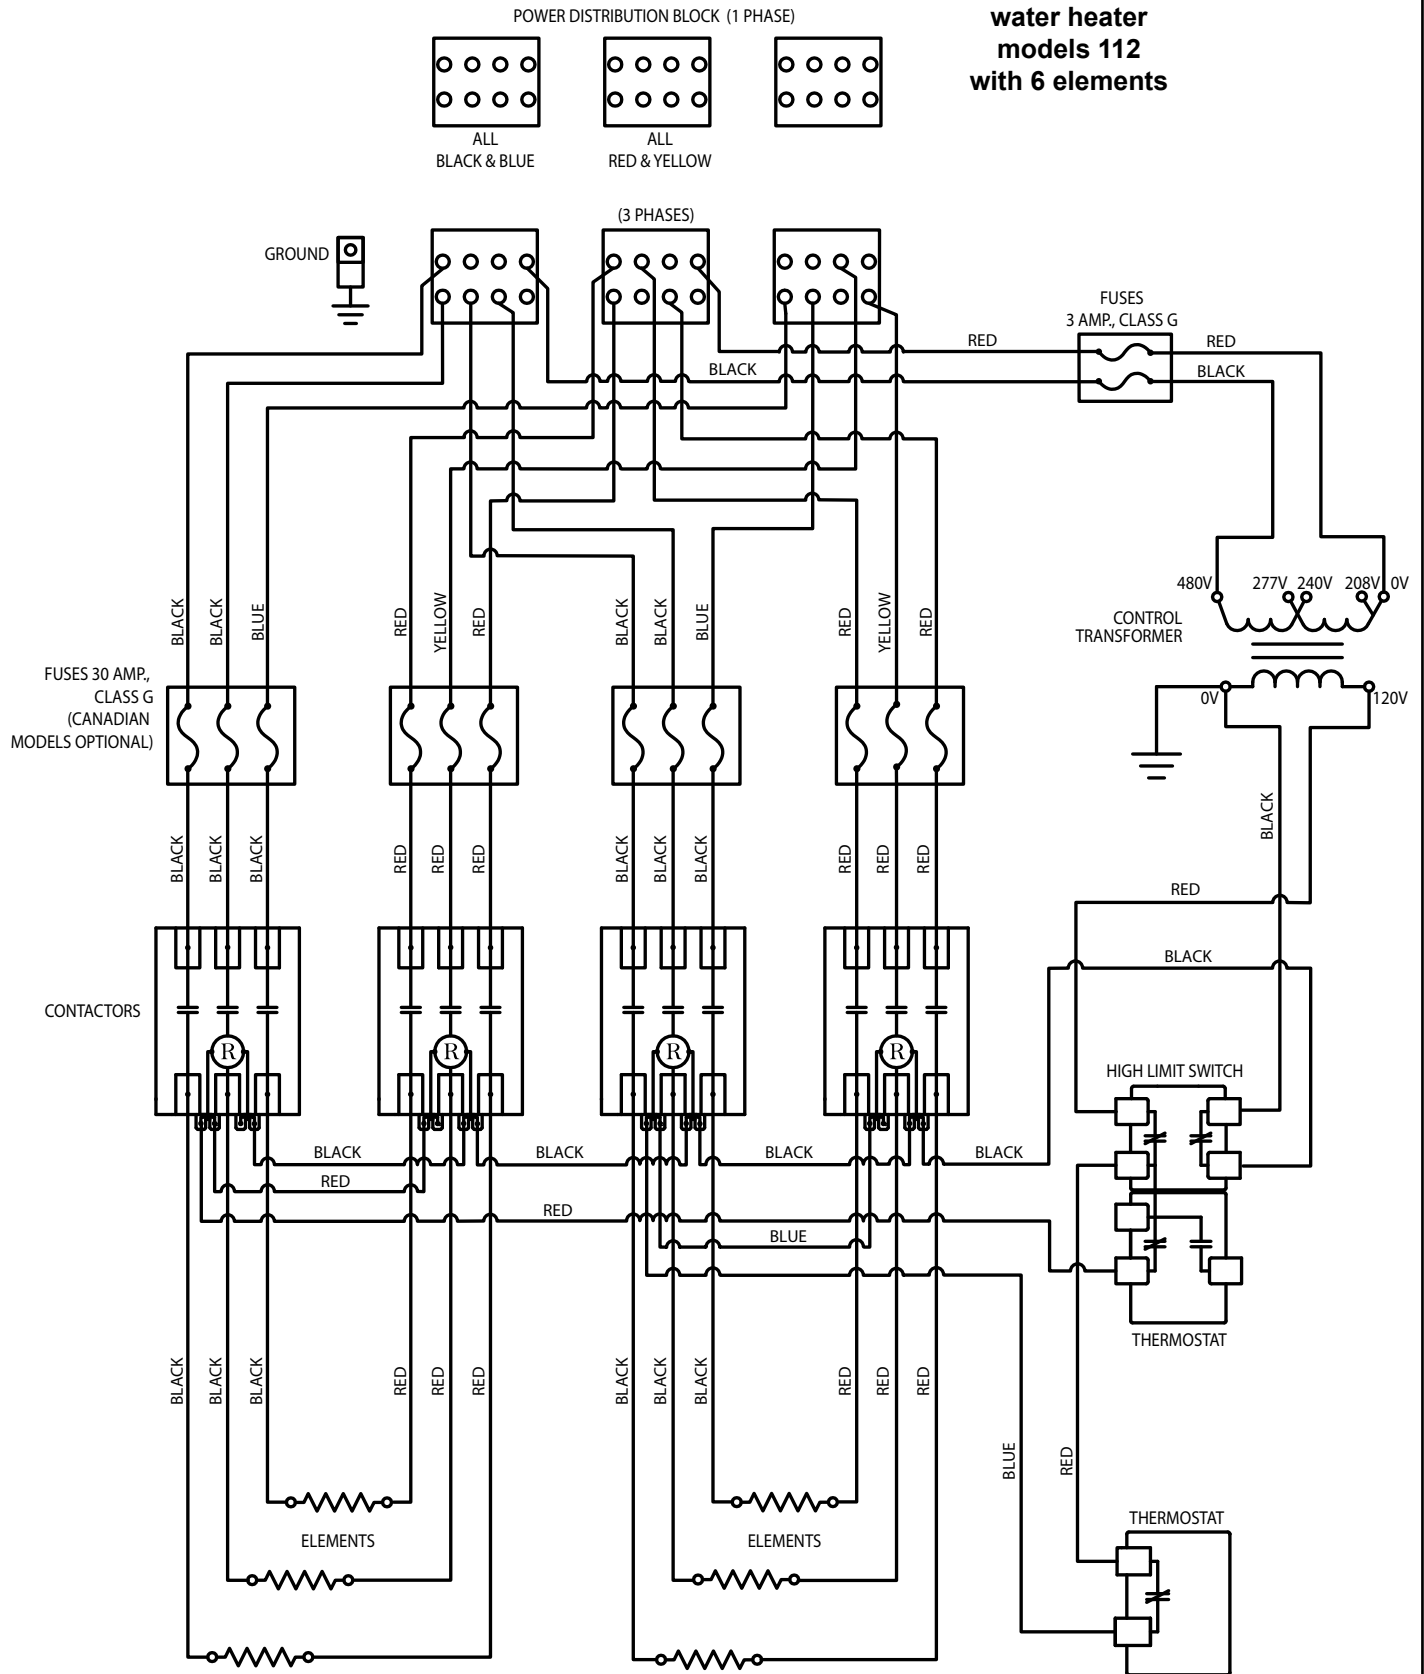 POWER DISTRIBUTION BLOCK (1 PHASE)
water heater
models 112
with 6 elements
ALL
BLACK & BLUE
ALL
RED & YELLOW
(3 PHASES)
GROUND
FUSES
3 AMP., CLASS G
RED
RED
BLACK
BLACK
480V
277V
240V
208V
0V
CONTROL
TRANSFORMER
0V
120V
BLACK
BLACK
BLUE
RED
YELLOW
RED
BLACK
BLACK
BLUE
RED
YELLOW
RED
FUSES 30 AMP.,
CLASS G
(CANADIAN
MODELS OPTIONAL)
BLACK
BLACK
BLACK
BLACK
RED
RED
RED
BLACK
BLACK
BLACK
RED
RED
RED
RED
BLACK
CONTACTORS
R
R
R
R
HIGH LIMIT SWITCH
BLACK
BLACK
BLACK
BLACK
RED
RED
BLUE
THERMOSTAT
BLACK
BLACK
BLACK
RED
RED
RED
BLACK
BLACK
BLACK
RED
RED
RED
BLUE
RED
THERMOSTAT
ELEMENTS
ELEMENTS